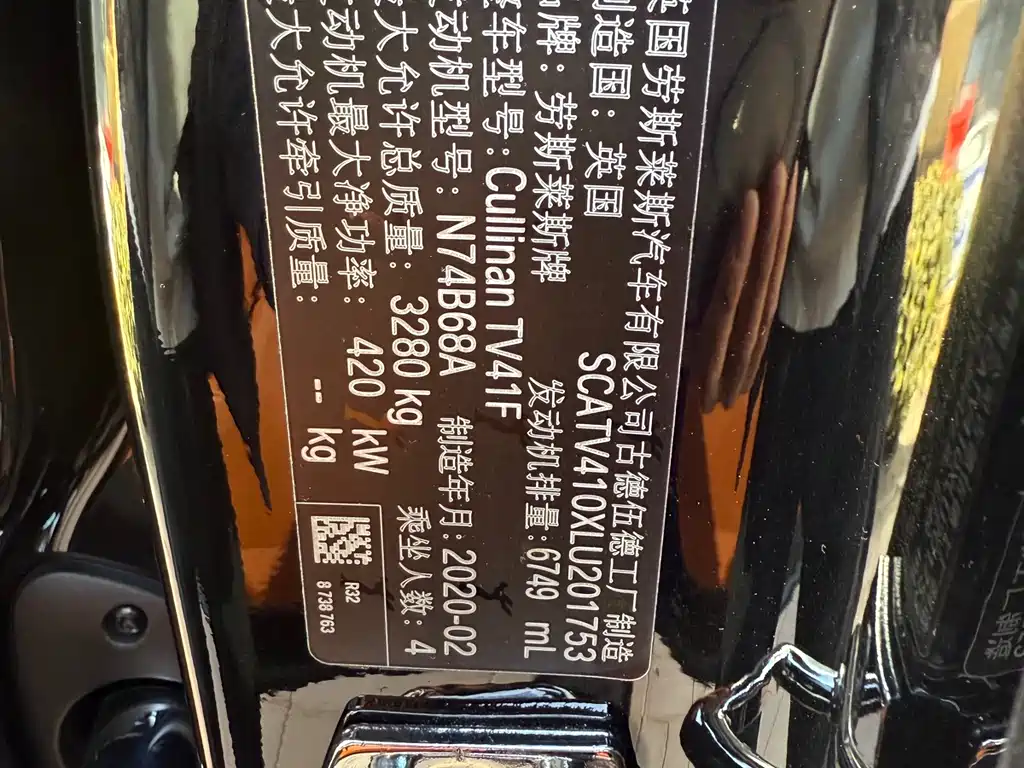 英国劳斯莱斯汽车有限公司古德伍德工厂制造
制造国: 英国 SCATV410XLU201753
品牌: 劳斯莱斯牌 发动机排量: 6749 ml
整车型号: Cullinan TV41F
发动机型号: N74B68A 制造年月: 2020-02
最大允许总质量: 3280 kg 乘坐人数: 4
发动机最大净功率: 420 kW
最大允许牵引质量: -- kg
R32
8738763